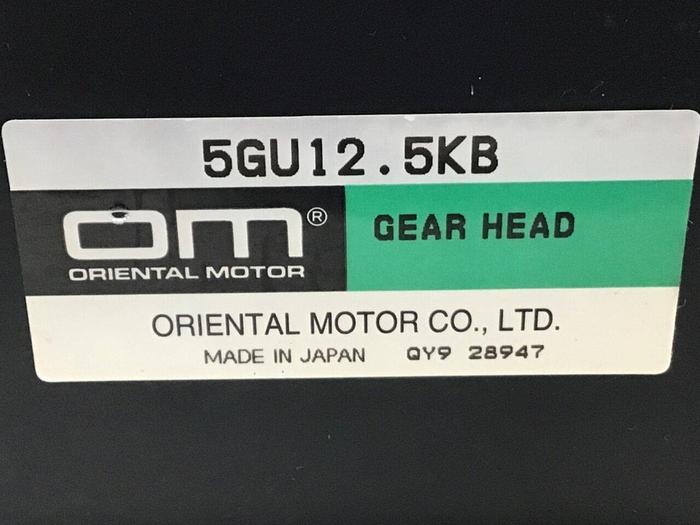 5GU12.5KB
om®
ORIENTAL MOTOR
GEAR HEAD
ORIENTAL MOTOR CO., LTD.
MADE IN JAPAN QY9 28947